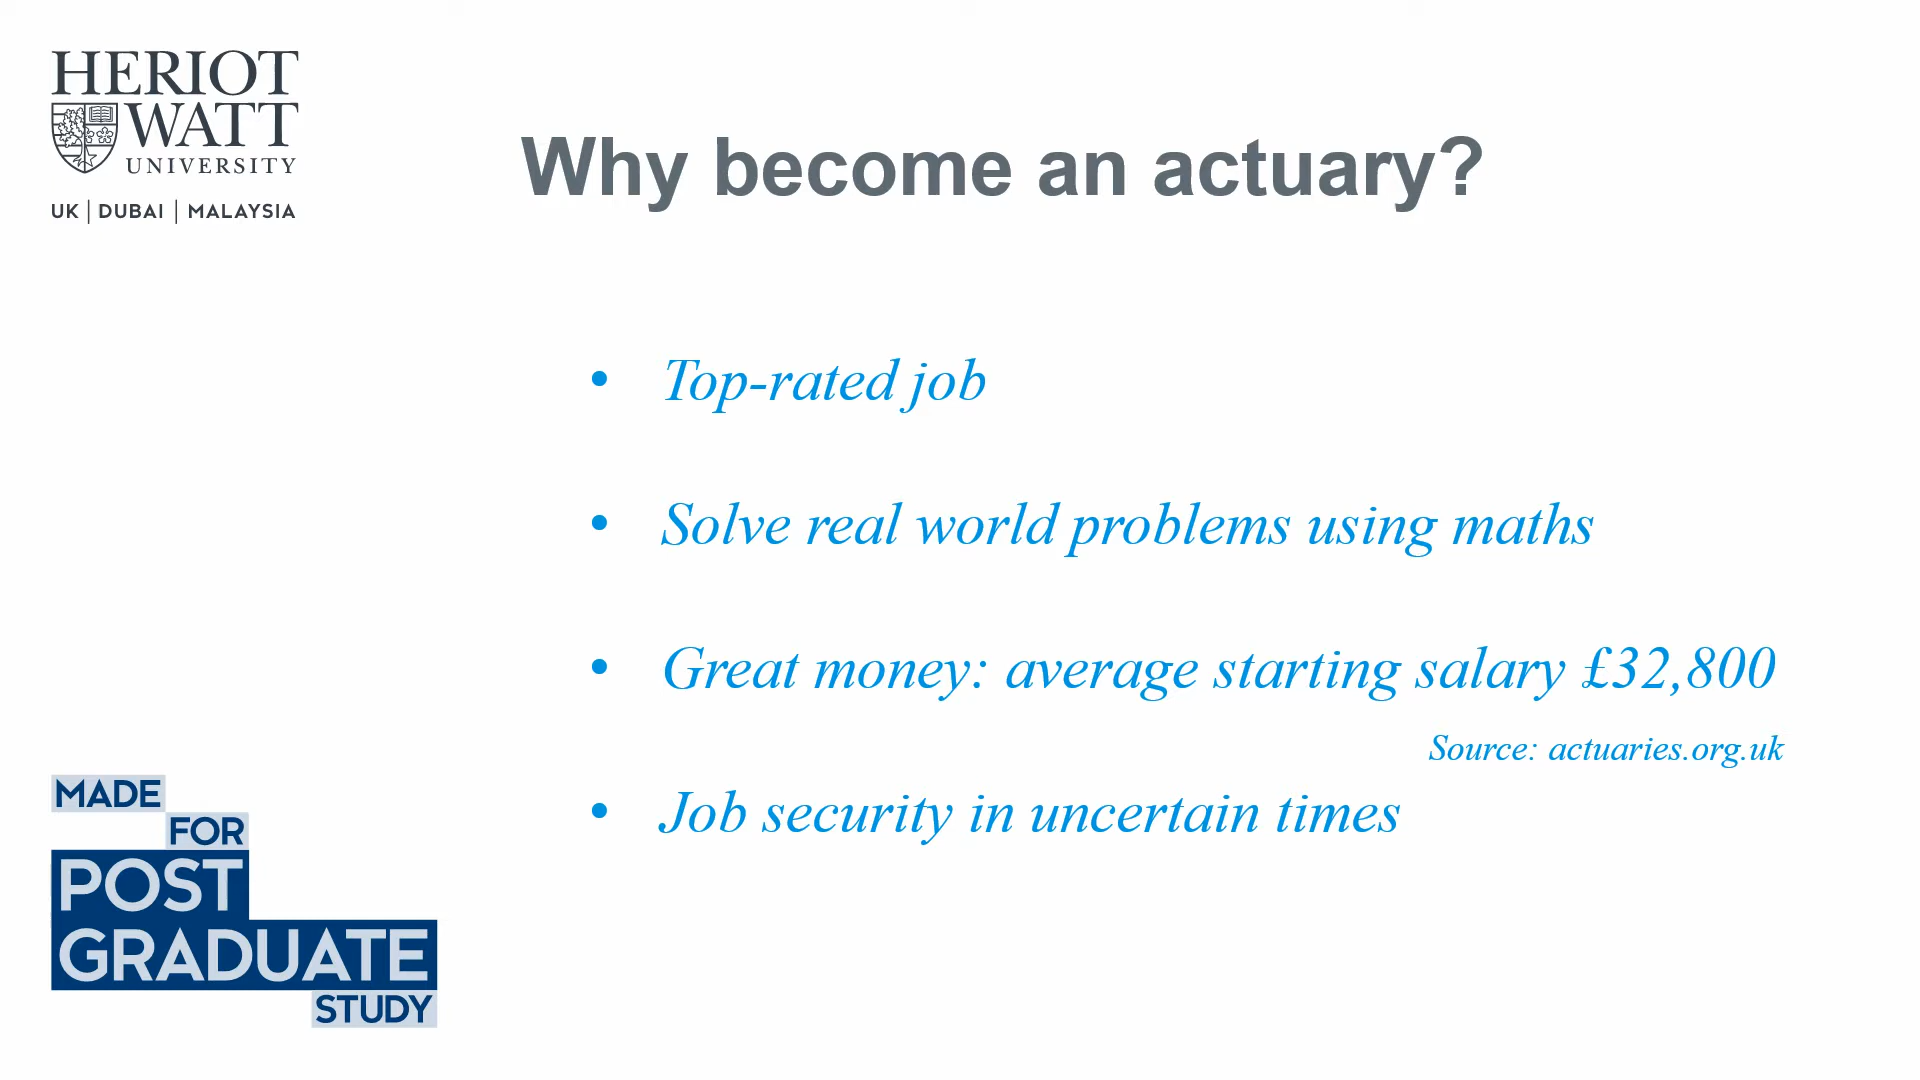 HERIOT
WATT
UNIVERSITY
UK | DUBAI | MALAYSIA
Why become an actuary?
• Top-rated job
• Solve real world problems using maths
• Great money: average starting salary £32,800
Source: actuaries.org.uk
• Job security in uncertain times
MADE
FOR
POST
GRADUATE
STUDY